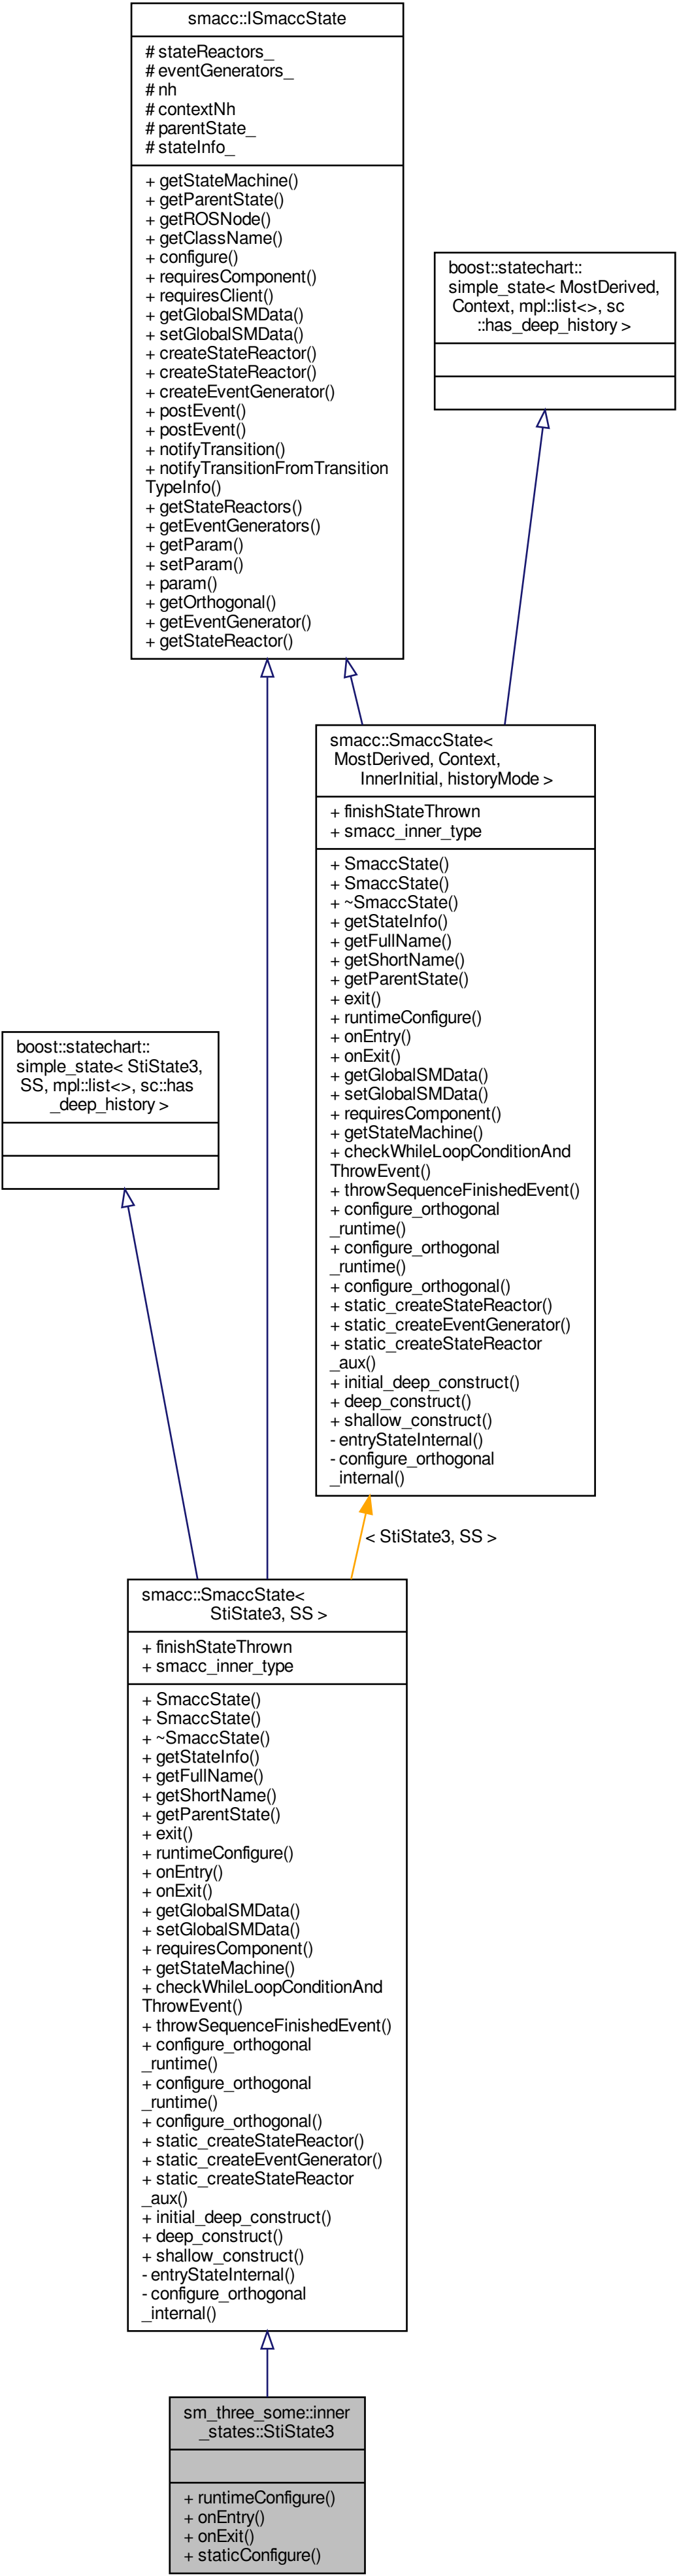 smacc::ISmaccState
# stateReactors_
# eventGenerators_
# nh
# contextNh
# parentState_
# stateInfo_
+ getStateMachine()
+ getParentState()
+ getROSNode()
+ getClassName()
+ configure()
+ requiresComponent()
+ requiresClient()
+ getGlobalSMData()
+ setGlobalSMData()
+ createStateReactor()
+ createStateReactor()
+ createEventGenerator()
+ postEvent()
+ postEvent()
+ notifyTransition()
+ notifyTransitionFromTransition
TypeInfo()
+ getStateReactors()
+ getEventGenerators()
+ getParam()
+ setParam()
+ param()
+ getOrthogonal()
+ getEventGenerator()
+ getStateReactor()
boost::statechart::
simple_state< MostDerived,
Context, mpl::list<>, sc
::has_deep_history >
smacc::SmaccState<
MostDerived, Context,
InnerInitial, historyMode >
+ finishStateThrown
+ smacc_inner_type
+ SmaccState()
+ SmaccState()
+ ~SmaccState()
+ getStateInfo()
+ getFullName()
+ getShortName()
+ getParentState()
+ exit()
+ runtimeConfigure()
+ onEntry()
+ onExit()
+ getGlobalSMData()
+ setGlobalSMData()
+ requiresComponent()
+ getStateMachine()
+ checkWhileLoopConditionAnd
ThrowEvent()
+ throwSequenceFinishedEvent()
+ configure_orthogonal
_runtime()
+ configure_orthogonal
_runtime()
+ configure_orthogonal()
+ static_createStateReactor()
+ static_createEventGenerator()
+ static_createStateReactor
_aux()
+ initial_deep_construct()
+ deep_construct()
+ shallow_construct()
- entryStateInternal()
- configure_orthogonal
_internal()
boost::statechart::
simple_state< StiState3,
SS, mpl::list<>, sc::has
_deep_history >
< StiState3, SS >
smacc::SmaccState<
StiState3, SS >
+ finishStateThrown
+ smacc_inner_type
+ SmaccState()
+ SmaccState()
+ ~SmaccState()
+ getStateInfo()
+ getFullName()
+ getShortName()
+ getParentState()
+ exit()
+ runtimeConfigure()
+ onEntry()
+ onExit()
+ getGlobalSMData()
+ setGlobalSMData()
+ requiresComponent()
+ getStateMachine()
+ checkWhileLoopConditionAnd
ThrowEvent()
+ throwSequenceFinishedEvent()
+ configure_orthogonal
_runtime()
+ configure_orthogonal
_runtime()
+ configure_orthogonal()
+ static_createStateReactor()
+ static_createEventGenerator()
+ static_createStateReactor
_aux()
+ initial_deep_construct()
+ deep_construct()
+ shallow_construct()
- entryStateInternal()
- configure_orthogonal
_internal()
sm_three_some::inner
_states::StiState3
+ runtimeConfigure()
+ onEntry()
+ onExit()
+ staticConfigure()